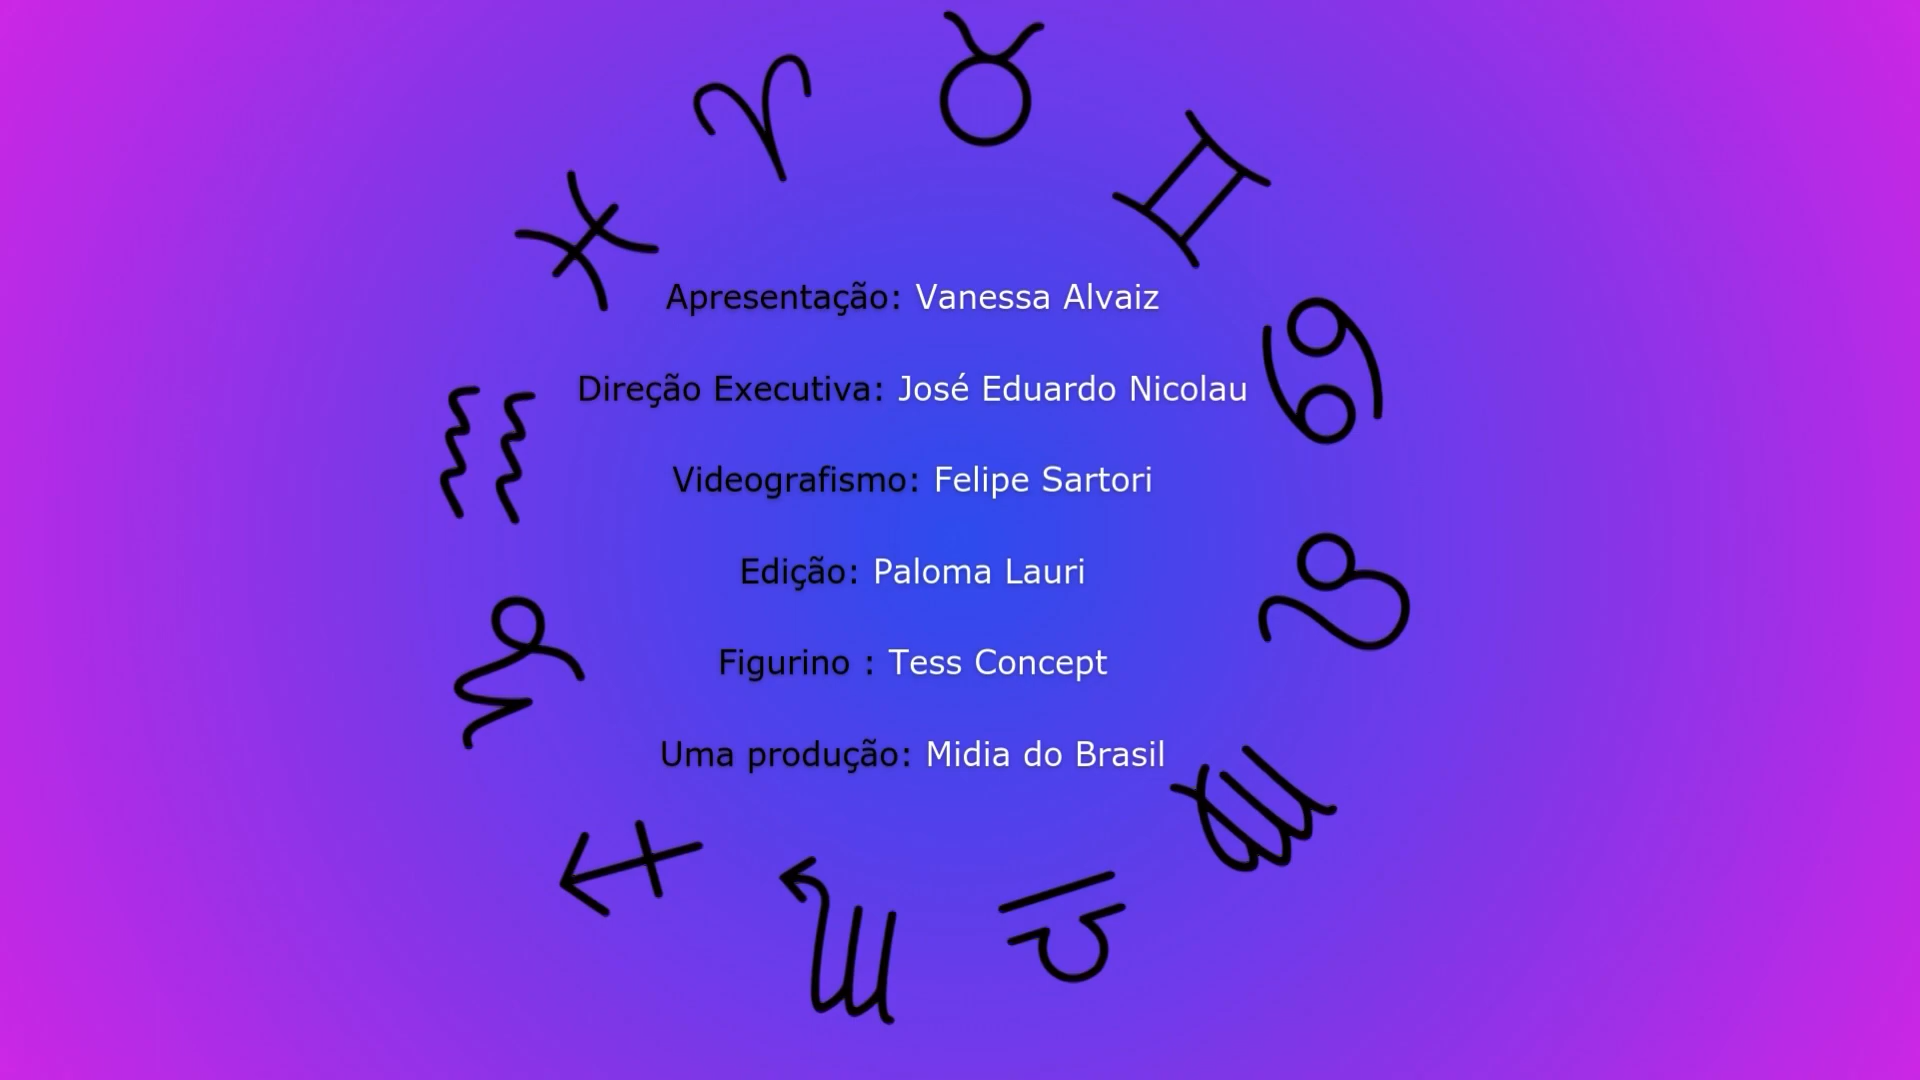 Apresentação: Vanessa Alvaiz
Direção Executiva: José Eduardo Nicolau
Videografismo: Felipe Sartori
Edição: Paloma Lauri
Figurino : Tess Concept
Uma produção: Midia do Brasil